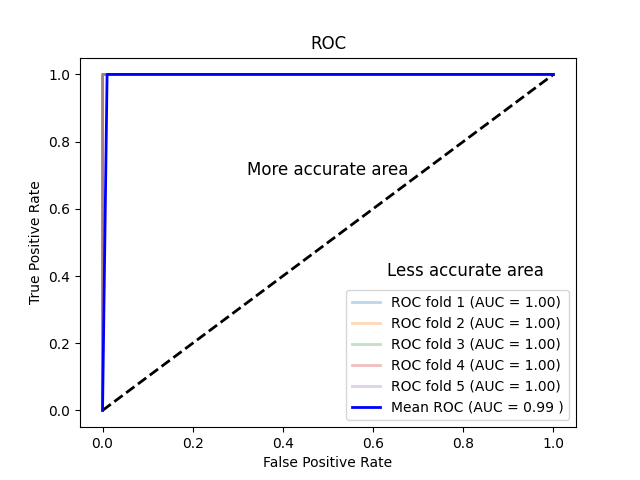 ROC
True Positive Rate
1.0
0.8
0.6
0.4
0.2
0.0
More accurate area
Less accurate area
ROC fold 1 (AUC = 1.00)
ROC fold 2 (AUC = 1.00)
ROC fold 3 (AUC = 1.00)
ROC fold 4 (AUC = 1.00)
ROC fold 5 (AUC = 1.00)
Mean ROC (AUC = 0.99 )
0.0 0.2 0.4 0.6 0.8 1.0
False Positive Rate